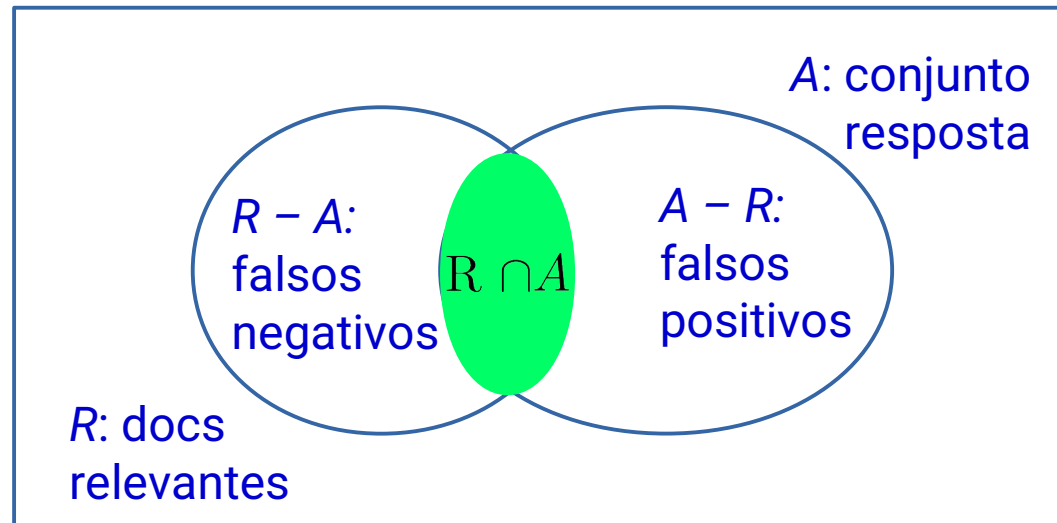 A: conjunto
resposta
R – A:
falsos
negativos
R ∩A
A – R:
falsos
positivos
R: docs
relevantes